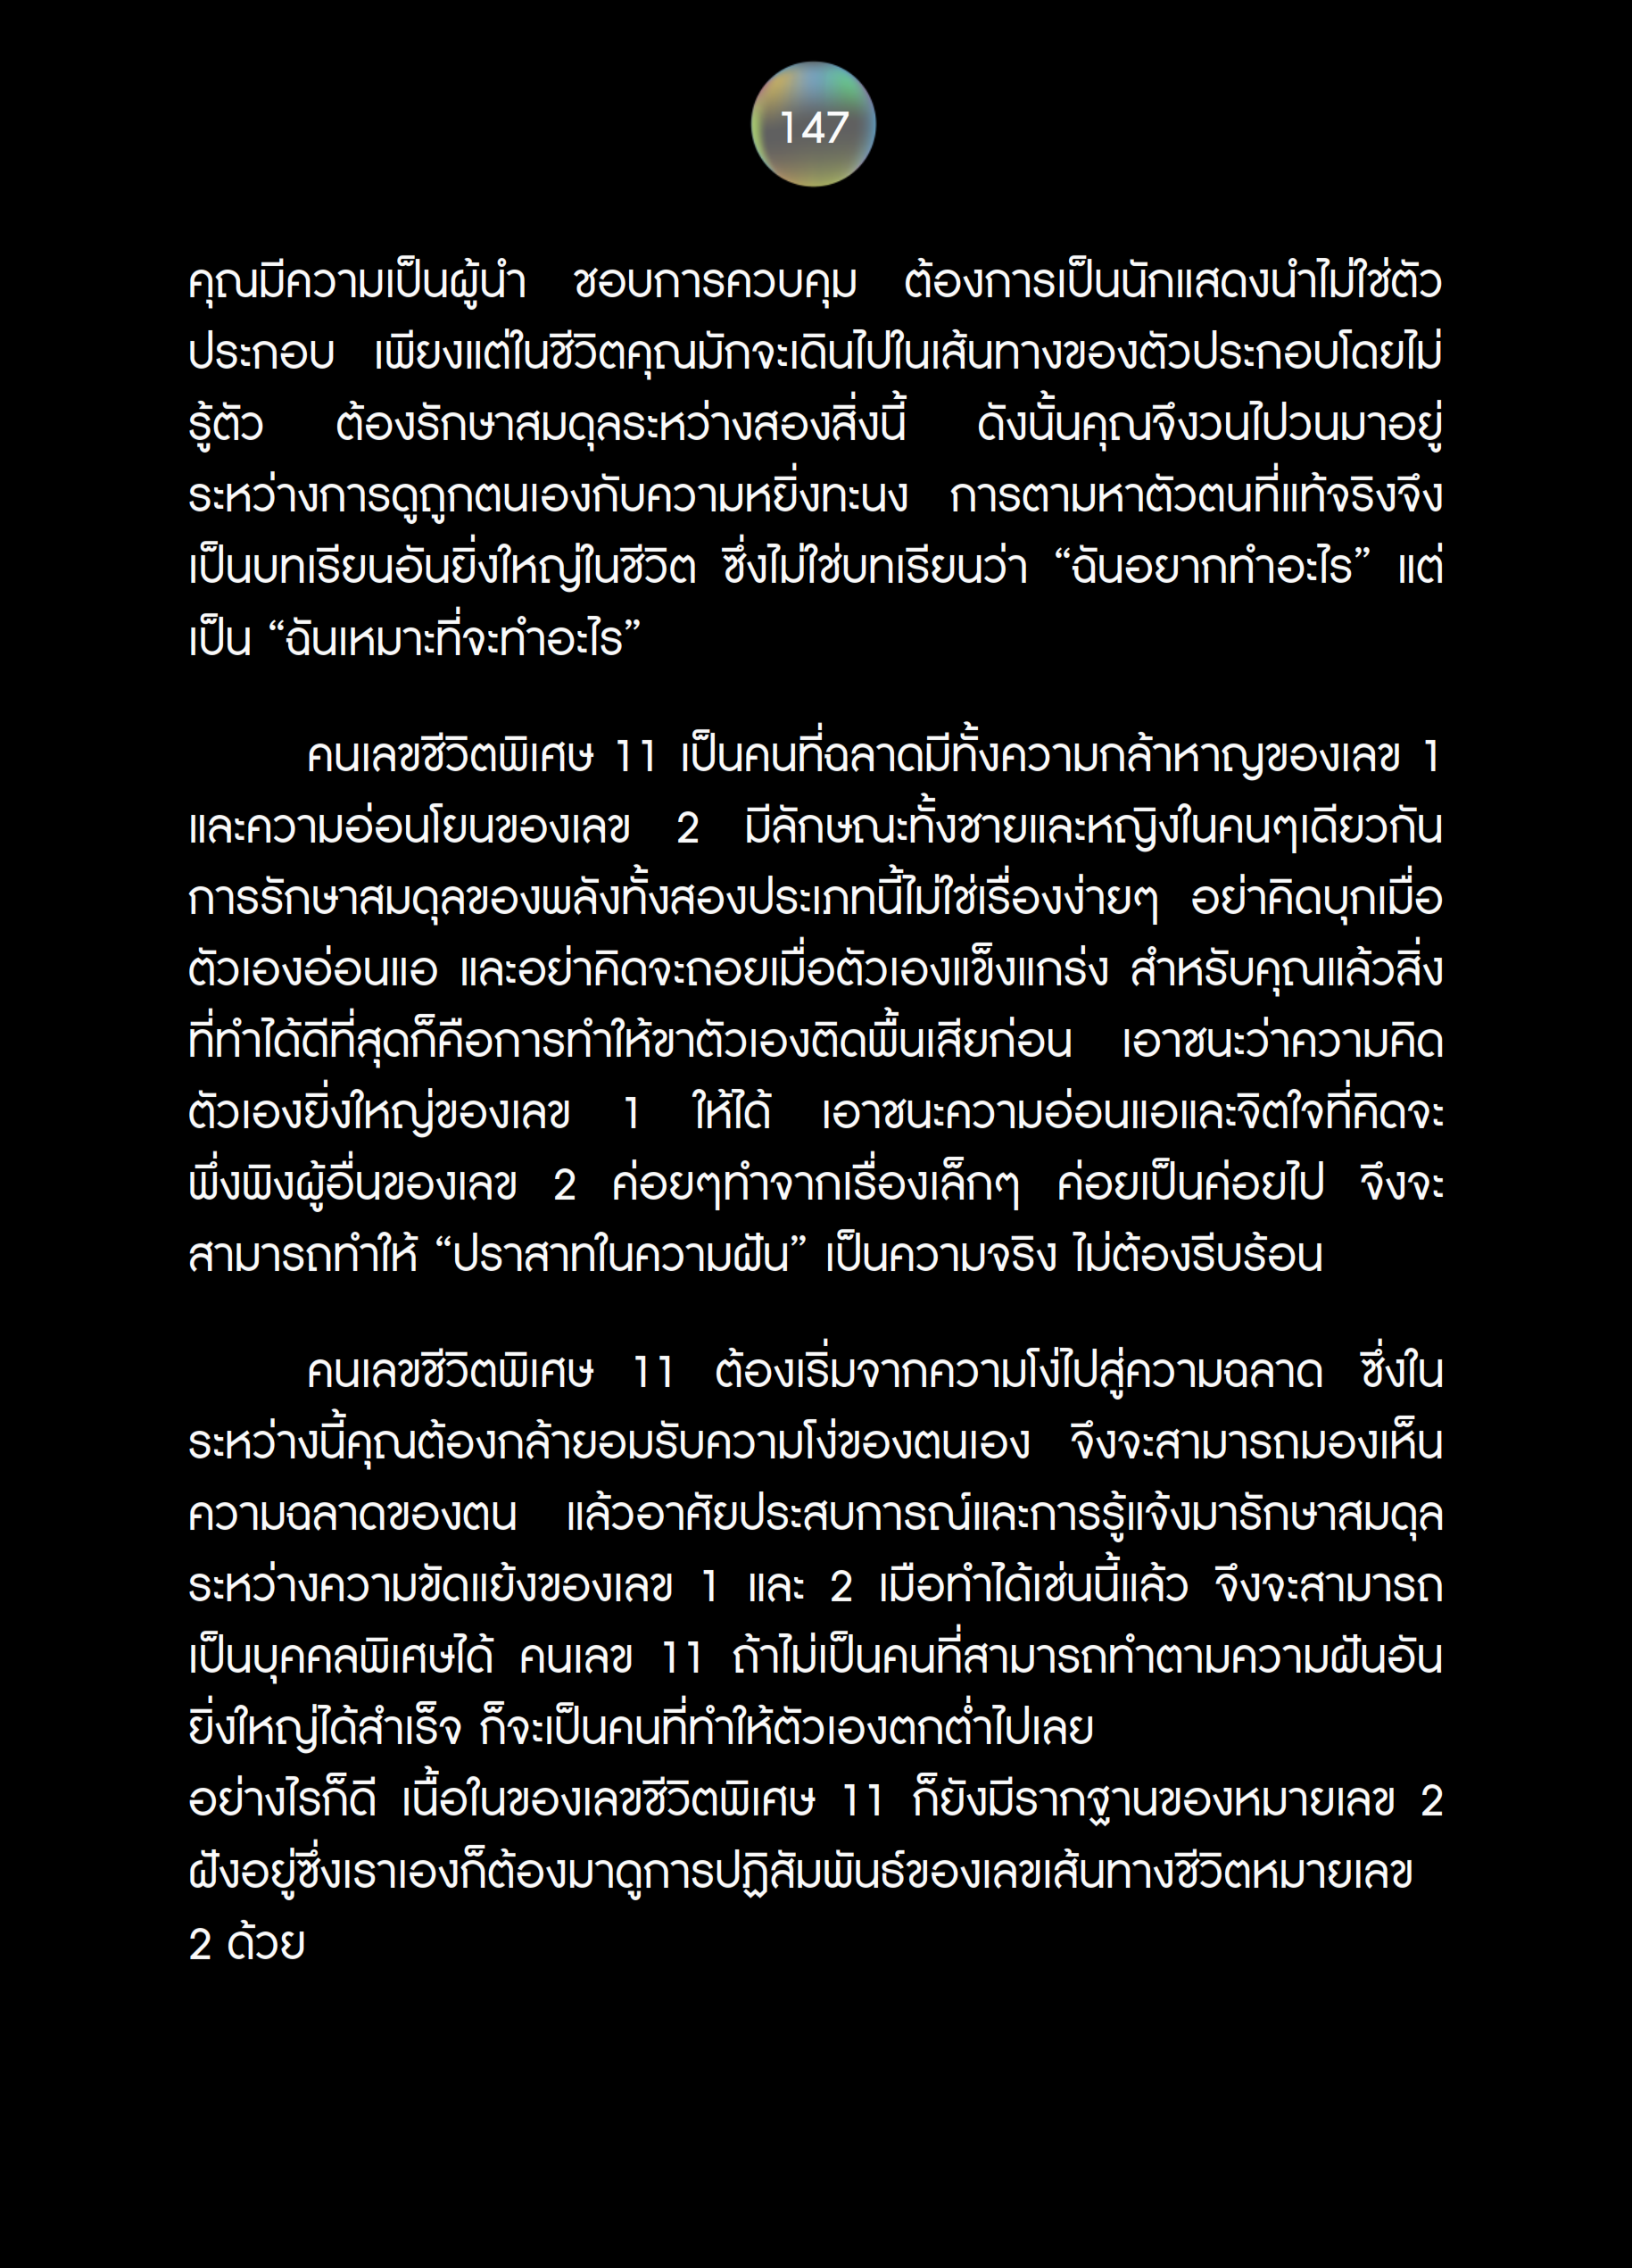 147
คุณมีความเป็นผู้นำ ชอบการควบคุม ต้องการเป็นนักแสดงนำไม่ใช่ตัว
ประกอบ เพียงแต่ในชีวิตคุณมักจะเดินไปในเส้นทางของตัวประกอบโดยไม่
รู้ตัว ต้องรักษาสมดุลระหว่างสองสิ่งนี้ ดังนั้นคุณจึงวนไปวนมาอยู่
ระหว่างการดูถูกตนเองกับความหยิ่งทะนง การตามหาตัวตนที่แท้จริงจึง
เป็นบทเรียนอันยิ่งใหญ่ในชีวิต ซึ่งไม่ใช่บทเรียนว่า “ฉันอยากทำอะไร” แต่
เป็น “ฉันเหมาะที่จะทำอะไร”
คนเลขชีวิตพิเศษ 11 เป็นคนที่ฉลาดมีทั้งความกล้าหาญของเลข 1
และความอ่อนโยนของเลข 2 มีลักษณะทั้งชายและหญิงในคนๆเดียวกัน
การรักษาสมดุลของพลังทั้งสองประเภทนี้ไม่ใช่เรื่องง่ายๆ อย่าคิดบุกเมื่อ
ตัวเองอ่อนแอ และอย่าคิดจะถอยเมื่อตัวเองแข็งแกร่ง สำหรับคุณแล้วสิ่ง
ที่ทำได้ดีที่สุดก็คือการทำให้ขาตัวเองติดพื้นเสียก่อน เอาชนะว่าความคิด
ตัวเองยิ่งใหญ่ของเลข 1 ให้ได้ เอาชนะความอ่อนแอและจิตใจที่คิดจะ
พึ่งพิงผู้อื่นของเลข 2 ค่อยๆทำจากเรื่องเล็กๆ ค่อยเป็นค่อยไป จึงจะ
สามารถทำให้ “ปราสาทในความฝัน” เป็นความจริง ไม่ต้องรีบร้อน
คนเลขชีวิตพิเศษ 11 ต้องเริ่มจากความโง่ไปสู่ความฉลาด ซึ่งใน
ระหว่างนี้คุณต้องกล้ายอมรับความโง่ของตนเอง จึงจะสามารถมองเห็น
ความฉลาดของตน แล้วอาศัยประสบการณ์และการรู้แจ้งมารักษาสมดุล
ระหว่างความขัดแย้งของเลข 1 และ 2 เมือทำได้เช่นนี้แล้ว จึงจะสามารถ
เป็นบุคคลพิเศษได้ คนเลข 11 ถ้าไม่เป็นคนที่สามารถทำตามความฝันอัน
ยิ่งใหญ่ได้สำเร็จ ก็จะเป็นคนที่ทำให้ตัวเองตกต่ำไปเลย
อย่างไรก็ดี เนื้อในของเลขชีวิตพิเศษ 11 ก็ยังมีรากฐานของหมายเลข 2
ฝังอยู่ซึ่งเราเองก็ต้องมาดูการปฏิสัมพันธ์ของเลขเส้นทางชีวิตหมายเลข
2 ด้วย